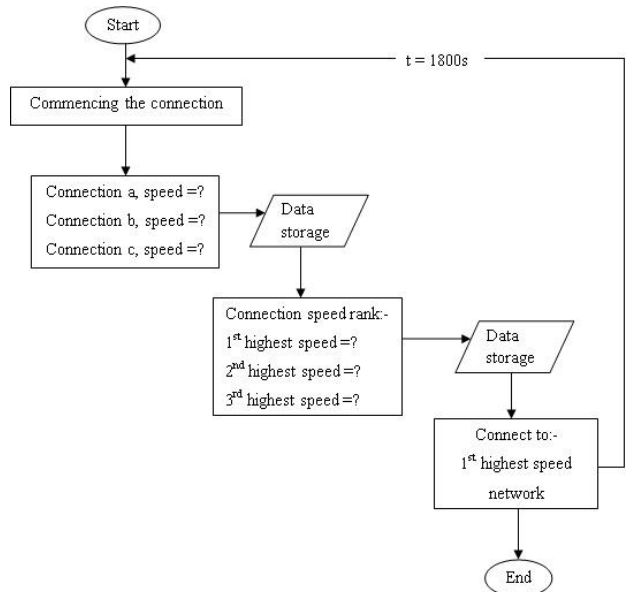 Start
t = 1800s
Commencing the connection
Connection a, speed =?
Connection b, speed =?
Connection c, speed =?
Data
storage
Connection speed rank:-
1st highest speed =?
2nd highest speed =?
3rd highest speed =?
Data
storage
Connect to:-
1st highest speed
network
End